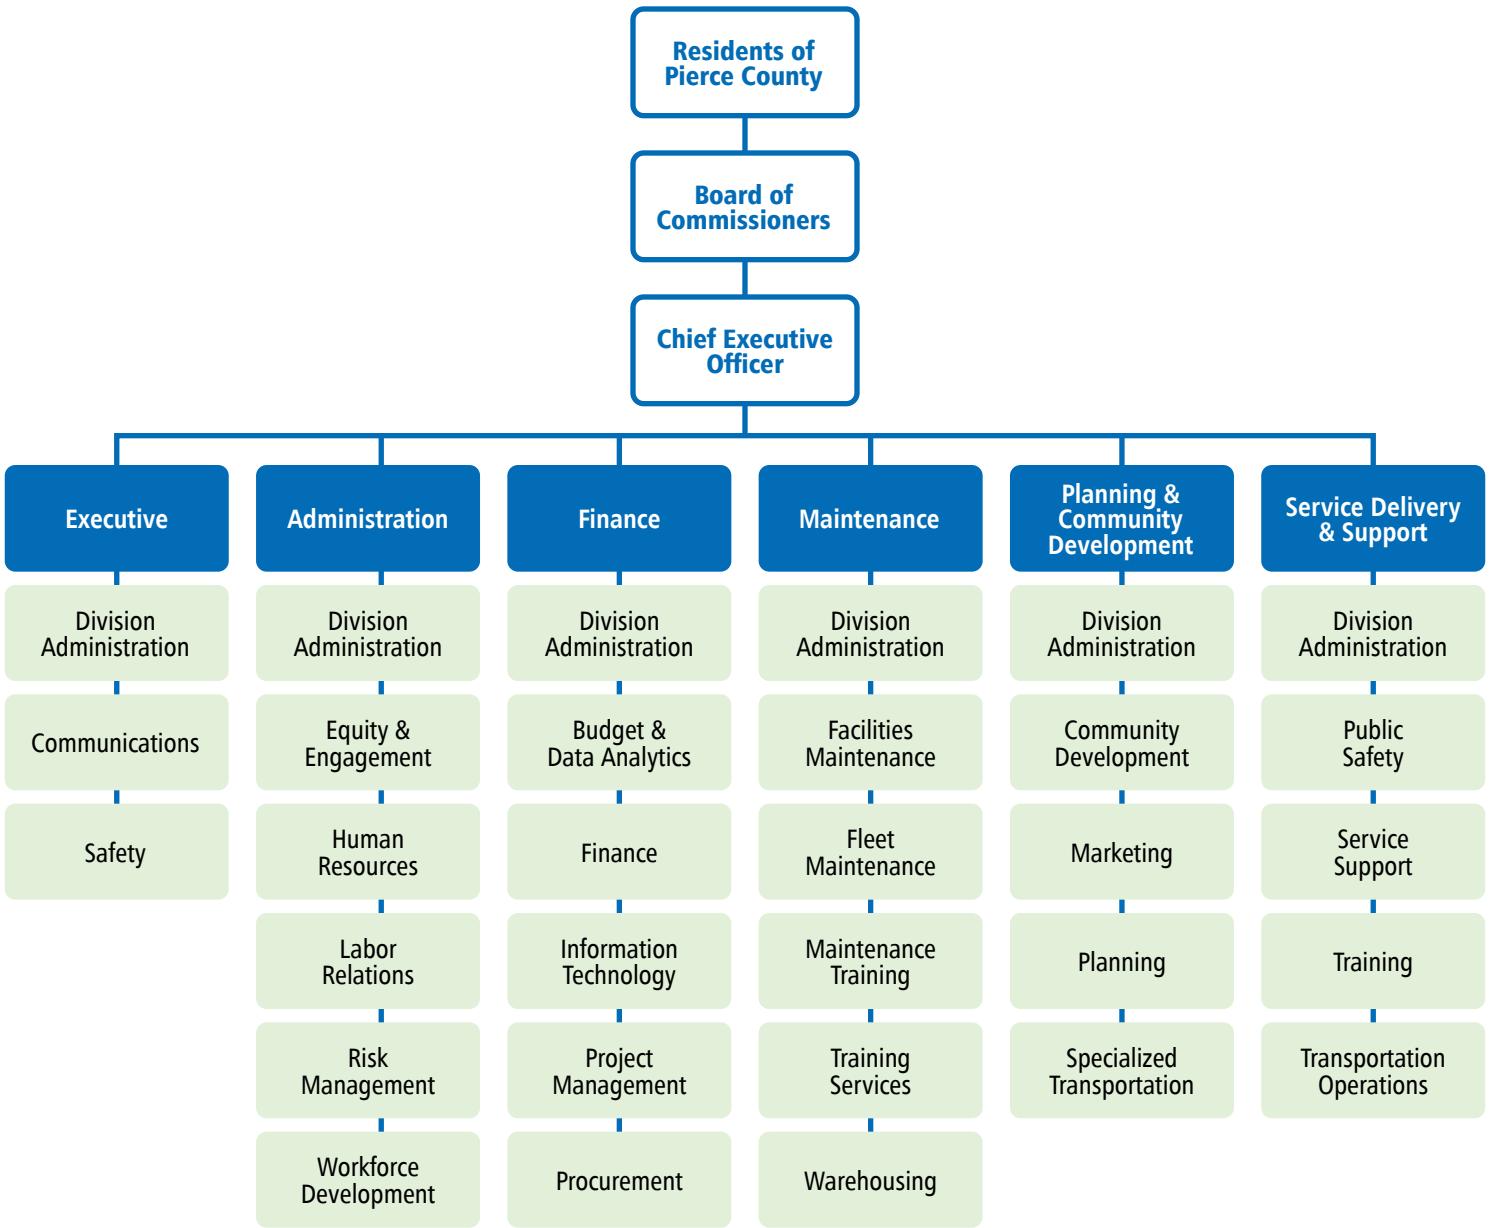 Residents of
Pierce County
Board of
Commissioners
Chief Executive
Officer
Executive
Division
Administration
Communications
Safety
Administration
Division
Administration
Equity &
Engagement
Human
Resources
Labor
Relations
Risk
Management
Workforce
Development
Finance
Division
Administration
Budget &
Data Analytics
Finance
Information
Technology
Project
Management
Procurement
Maintenance
Division
Administration
Facilities
Maintenance
Fleet
Maintenance
Maintenance
Training
Training
Services
Warehousing
Planning &
Community
Development
Division
Administration
Community
Development
Marketing
Planning
Specialized
Transportation
Service Delivery
& Support
Division
Administration
Public
Safety
Service
Support
Training
Transportation
Operations